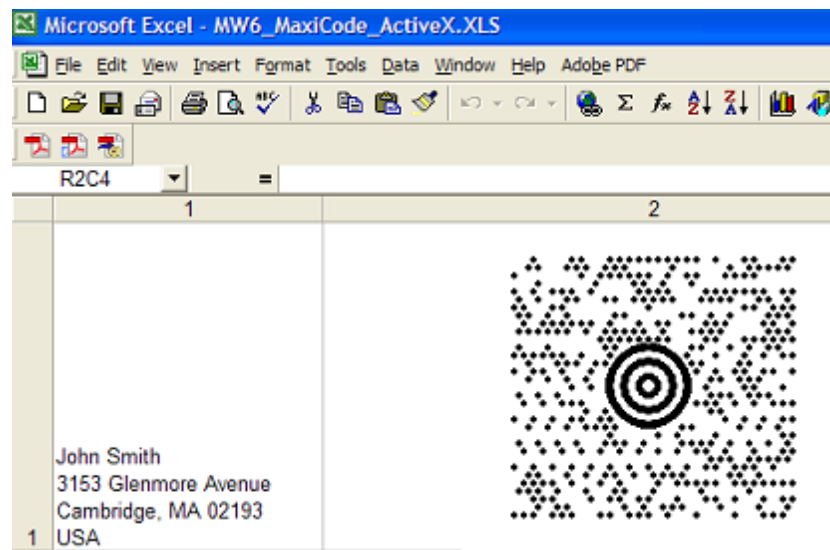 Microsoft Excel - MW6_MaxiCode_ActiveX.XLS
File Edit View Insert Format Tools Data Window Help Adobe PDF
R2C4 =
1 2
John Smith
3153 Glenmore Avenue
Cambridge, MA 02193
1 USA